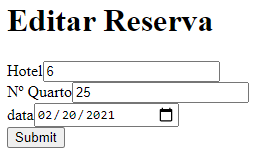 Editar Reserva
Hotel 6
Nº Quarto 25
data 02/20/2021
Submit